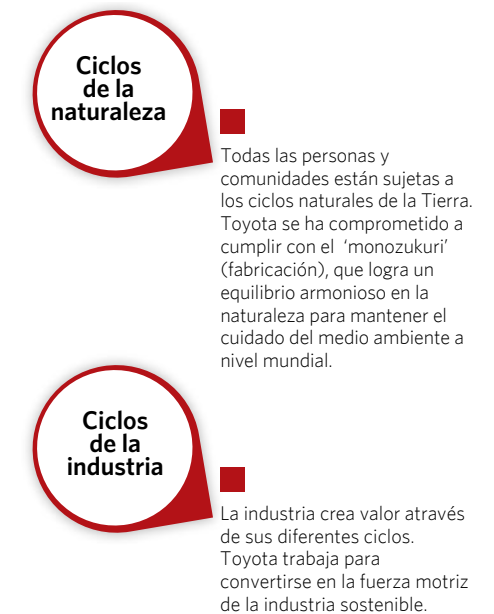 Ciclos
de la
naturaleza
Todas las personas y
comunidades están sujetas a
los ciclos naturales de la Tierra.
Toyota se ha comprometido a
cumplir con el 'monozukuri'
(fabricación), que logra un
equilibrio armonioso en la
naturaleza para mantener el
cuidado del medio ambiente a
nivel mundial.
Ciclos
de la
industria
La industria crea valor através
de sus diferentes ciclos.
Toyota trabaja para
convertirse en la fuerza motriz
de la industria sostenible.